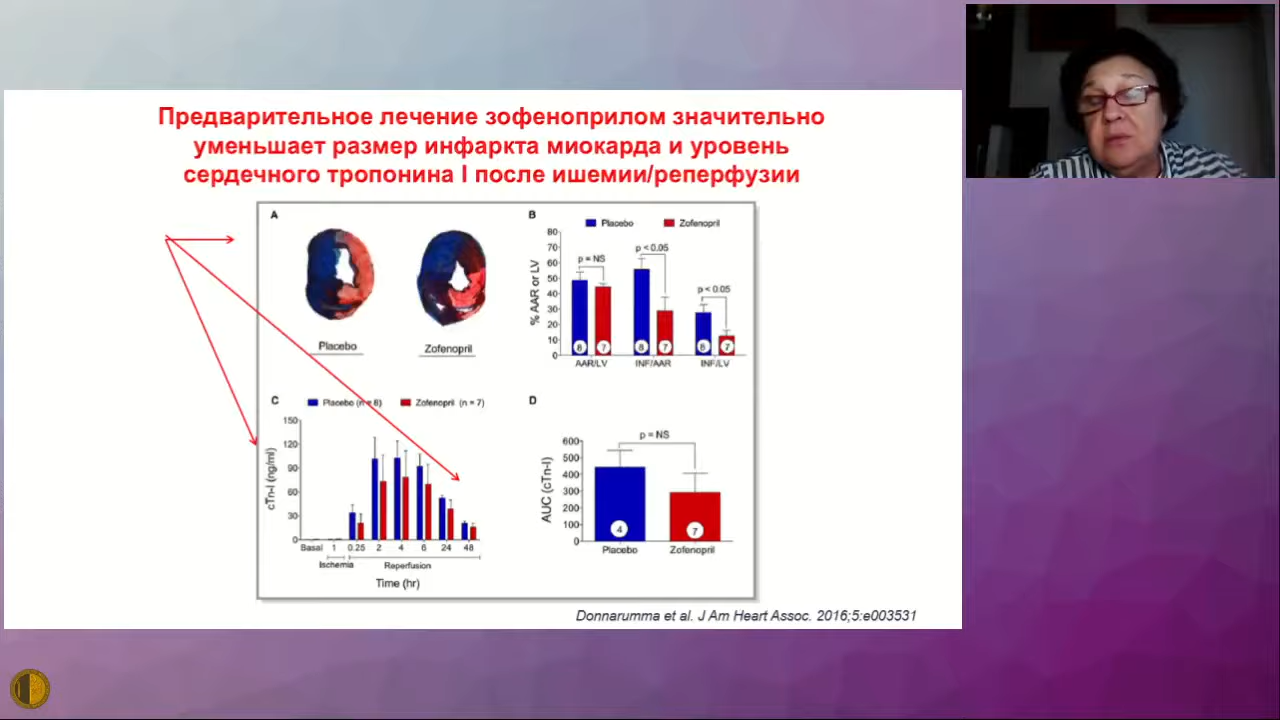 Предварительное лечение зофеноприлом значительно
уменьшает размер инфаркта миокарда и уровень
сердечного тропонина I после ишемии/реперфузии
A
Placebo
Zofenopril
B
Placebo Zofenopril
% AAR or LV
80
70
60
50
40
30
20
10
0
p = NS
p < 0.05
p < 0.05
8 7 8 7 8 7
AAR/LV INF/AAR INF/LV
C
Placebo (n = 8) Zofenopril (n = 7)
cTn-I (ng/ml)
150
120
90
60
30
0
Basal 1 0.25 2 4 6 24 48
Ischemia Reperfusion
Time (hr)
D
AUC (cTn-I)
600
500
400
300
200
100
0
p = NS
4 7
Placebo Zofenopril
Donnarumma et al. J Am Heart Assoc. 2016;5:e003531